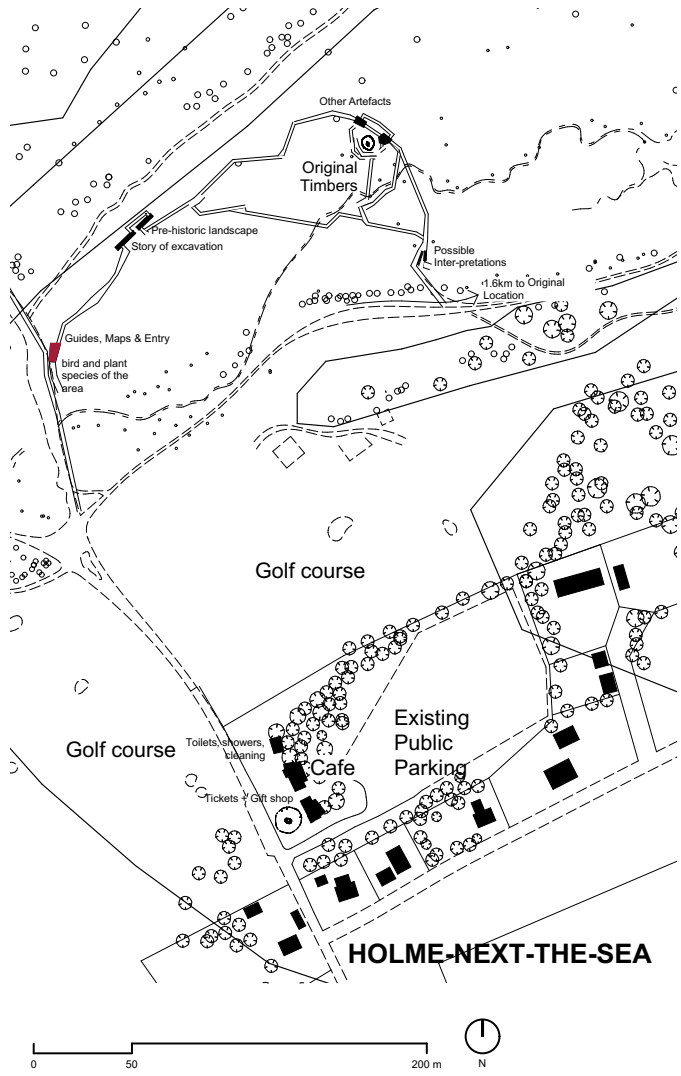 Other Artefacts
Original
Timbers
Pre-historic landscape
Story of excavation
Possible
Inter-pretations
1.6km to Original
Location
Guides, Maps & Entry
bird and plant
species of the
area
Golf course
Golf course
Existing
Public
Parking
Toilets, showers,
cleaning
Cafe
Tickets + Gift shop
HOLME-NEXT-THE-SEA
0 50 200 m
N